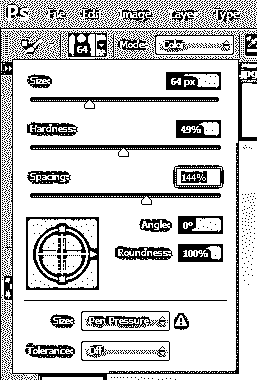 Ps File Edit Image Layer Type
64 Mode: Color
Size: 64 px
Hardness: 49%
Spacing: 144%
Angle: 0°
Roundness: 100%
Size: Pen Pressure
Tolerance: Off